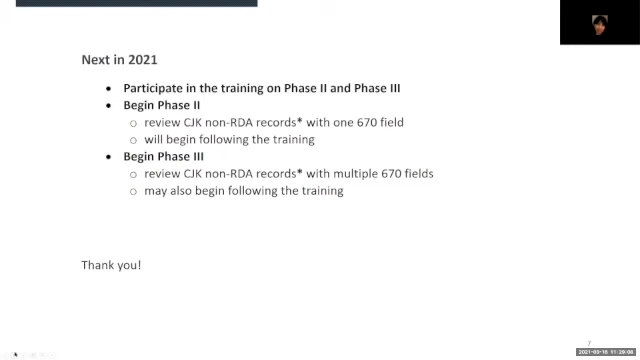 Next in 2021
• Participate in the training on Phase II and Phase III
• Begin Phase II
o review CJK non-RDA records* with one 670 field
o will begin following the training
• Begin Phase III
o review CJK non-RDA records* with multiple 670 fields
o may also begin following the training
Thank you!
7